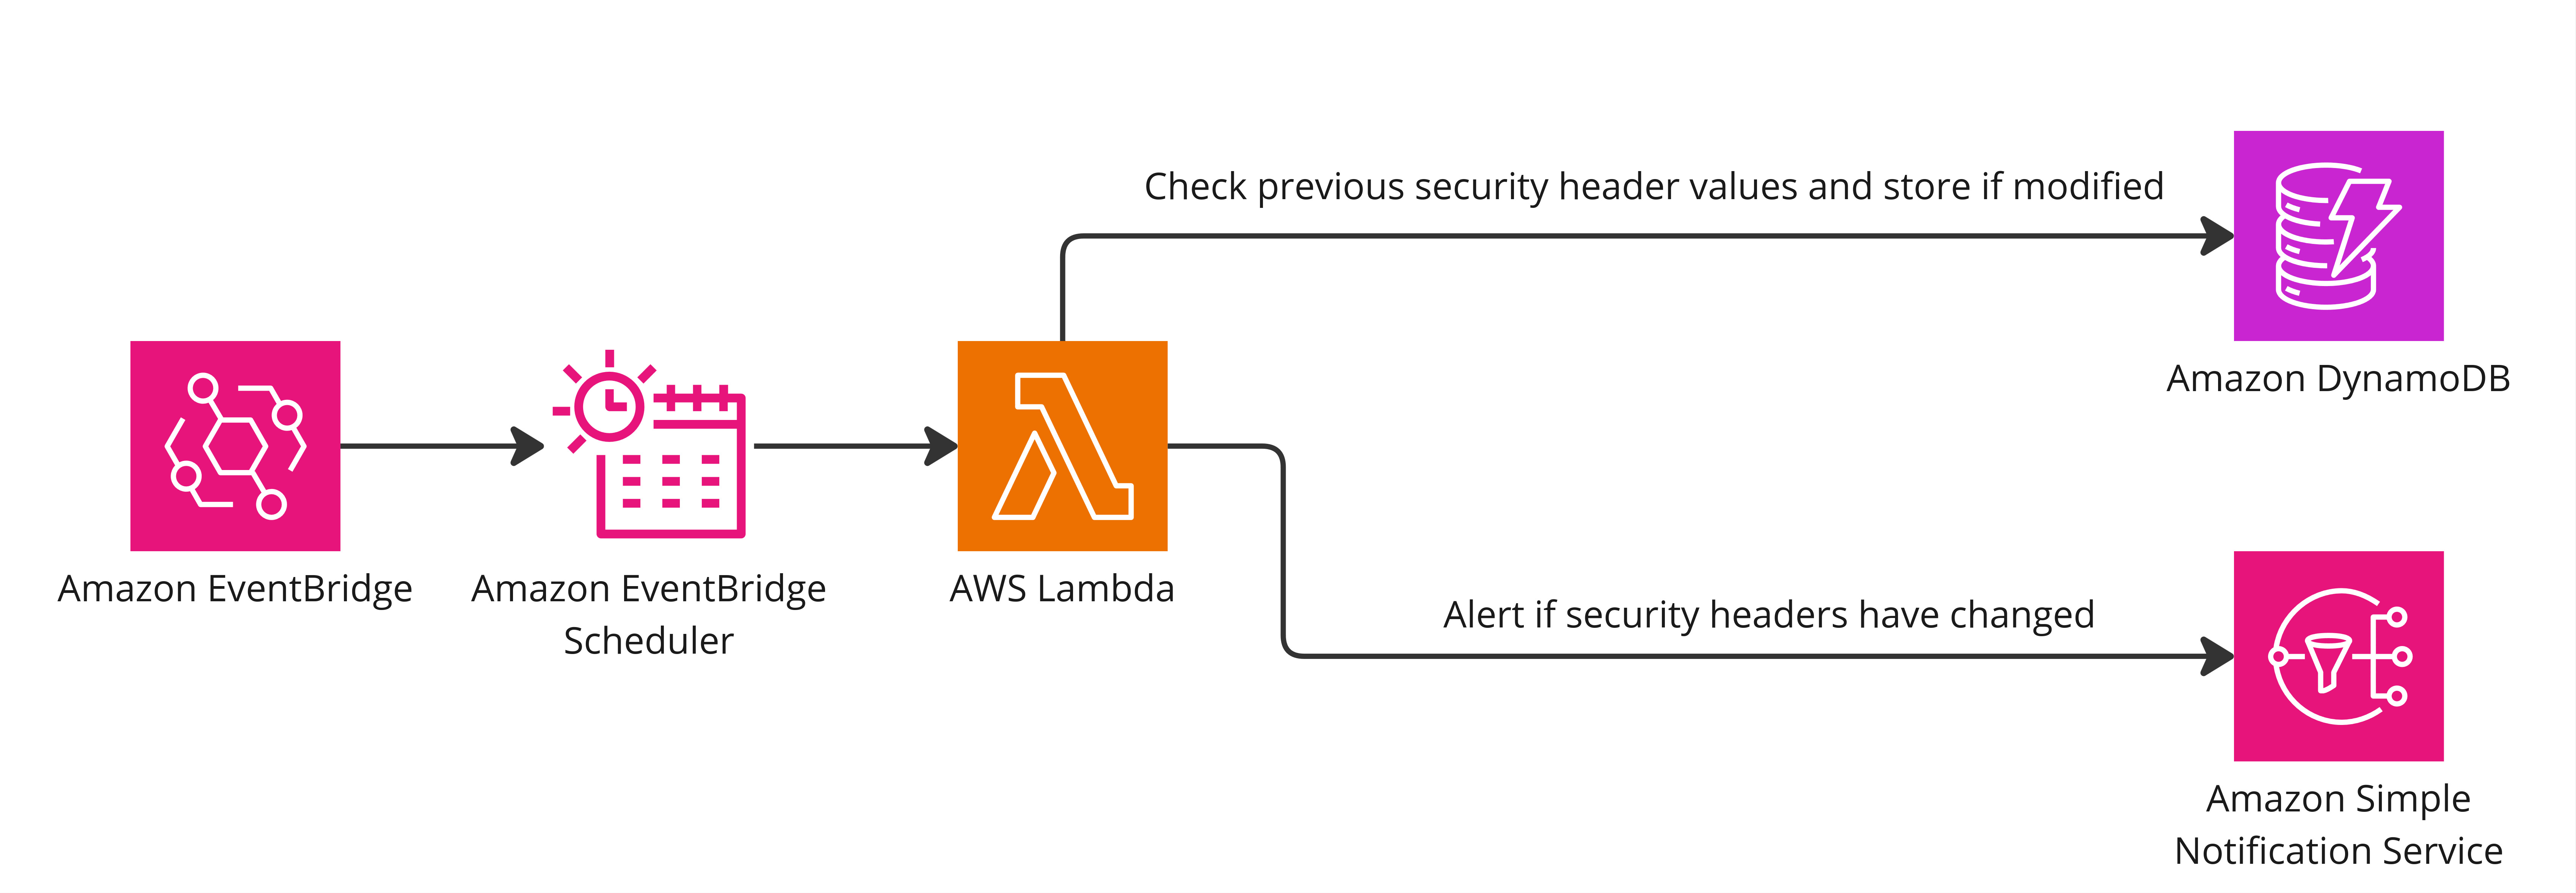 Check previous security header values and store if modified
Amazon DynamoDB
Amazon EventBridge
Amazon EventBridge
Scheduler
AWS Lambda
Alert if security headers have changed
Amazon Simple
Notification Service